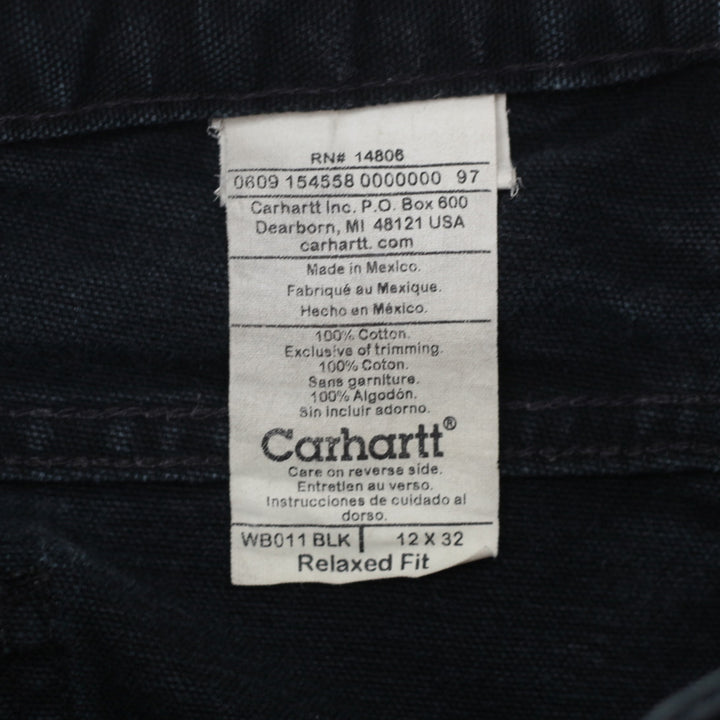 RN# 14806
0609 154558 0000000 97
Carhartt Inc. P.O. Box 600
Dearborn, MI 48121 USA
carhartt. com
Made in Mexico.
Fabriqué au Mexique.
Hecho en México.
100% Cotton.
Exclusive of trimming.
100% Coton.
Sans garniture.
100% Algodón.
Sin incluir adorno.
Carhartt®
Care on reverse side.
Entretien au verso.
Instrucciones de cuidado al
dorso.
WB011 BLK 12 X 32
Relaxed Fit